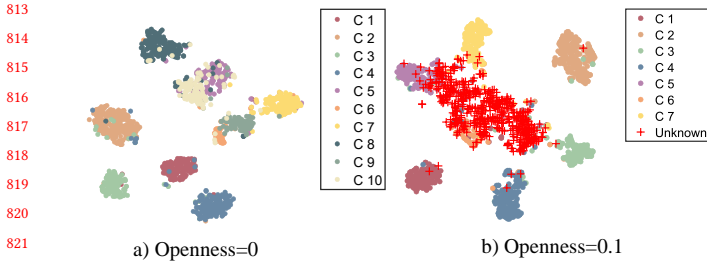 813
814
815
816
817
818
819
820
821
C 1
C 2
C 3
C 4
C 5
C 6
C 7
C 8
C 9
C 10
a) Openness=0
C 1
C 2
C 3
C 4
C 5
C 6
C 7
Unknown
b) Openness=0.1